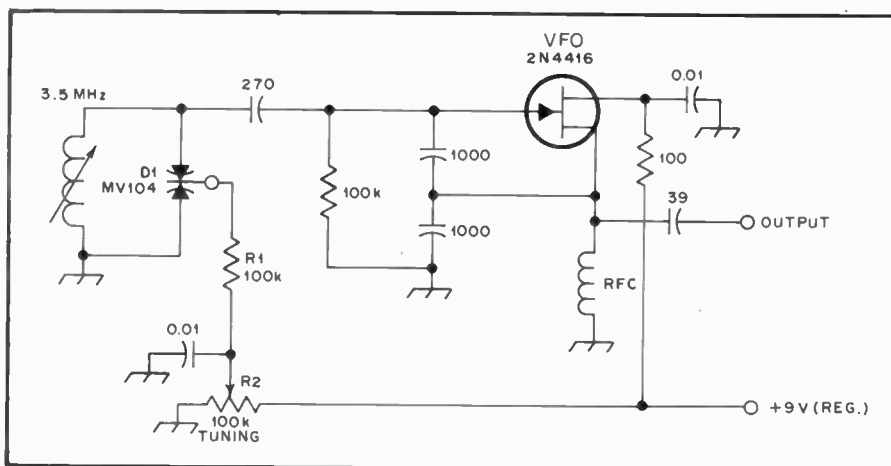 VFO
2N4416
3.5 MHz
270
0.01
D1
MV104
100k
1000
1000
100
39
OUTPUT
R1
100k
RFC
0.01
R2
100k
TUNING
+9V (REG.)